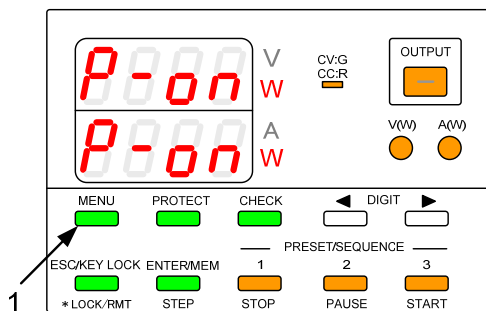 P-on V W
CV:G
CC:R
OUTPUT
P-on A W
V(W) A(W)
MENU PROTECT CHECK ◀ DIGIT ▶
PRESET/SEQUENCE
ESC/KEY LOCK ENTER/MEM 1 2 3
1 *LOCK/RMT STEP STOP PAUSE START